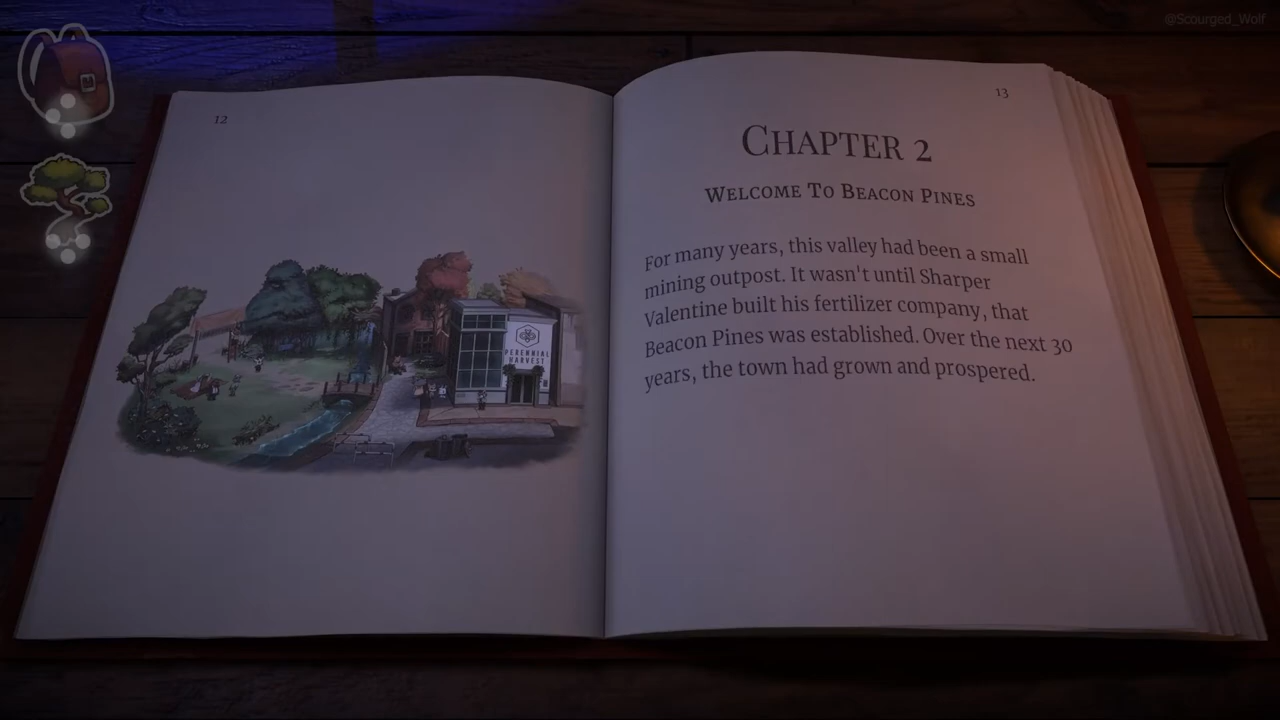 @Scourged_Wolf
12
PERENNIAL
HARVEST
13
CHAPTER 2
WELCOME TO BEACON PINES
For many years, this valley had been a small
mining outpost. It wasn't until Sharper
Valentine built his fertilizer company, that
Beacon Pines was established. Over the next 30
years, the town had grown and prospered.